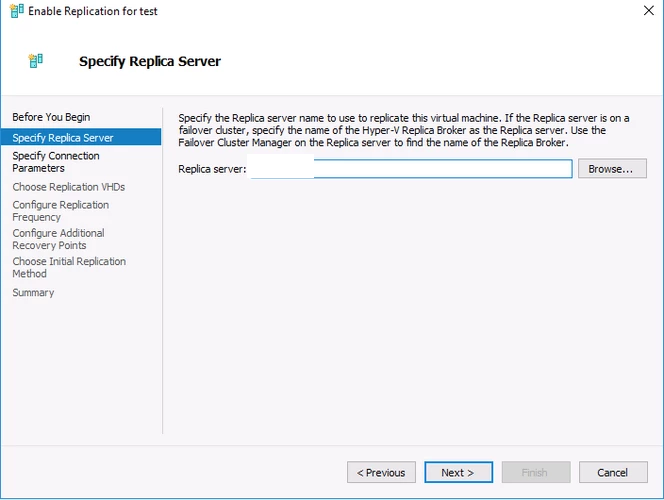 Enable Replication for test
Specify Replica Server
Before You Begin
Specify Replica Server
Specify Connection
Parameters
Choose Replication VHDs
Configure Replication
Frequency
Configure Additional
Recovery Points
Choose Initial Replication
Method
Summary
Specify the Replica server name to use to replicate this virtual machine. If the Replica server is on a
failover cluster, specify the name of the Hyper-V Replica Broker as the Replica server. Use the
Failover Cluster Manager on the Replica server to find the name of the Replica Broker.
Replica server:
Browse...
< Previous
Next >
Finish
Cancel